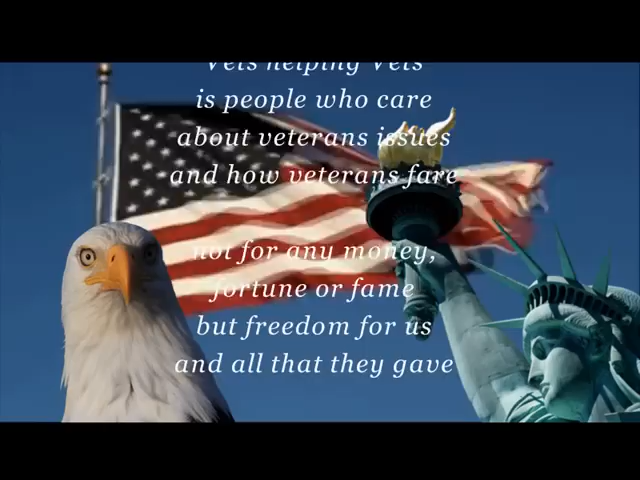 Vets helping Vets
is people who care
about veterans issues
and how veterans fare
not for any money,
fortune or fame
but freedom for us
and all that they gave